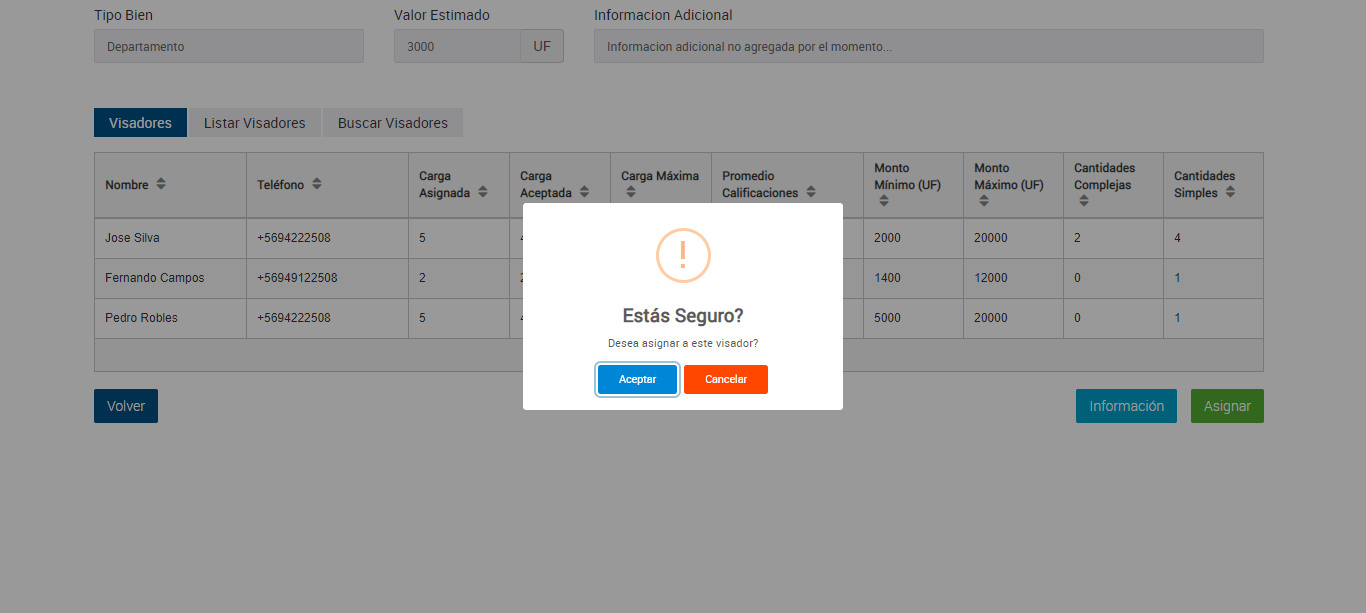 Tipo Bien
Valor Estimado
Informacion Adicional
Departamento
3000
UF
Informacion adicional no agregada por el momento...
Visadores
Listar Visadores
Buscar Visadores
Nombre
Teléfono
Carga Asignada
Carga Aceptada
Carga Máxima
Promedio Calificaciones
Monto Mínimo (UF)
Monto Máximo (UF)
Cantidades Complejas
Cantidades Simples
Jose Silva +5694222508 5 2000 20000 2 4
Fernando Campos +56949122508 2 1400 12000 0 1
Pedro Robles +5694222508 5 5000 20000 0 1
!
Estás Seguro?
Desea asignar a este visador?
Aceptar
Cancelar
Volver
Información
Asignar